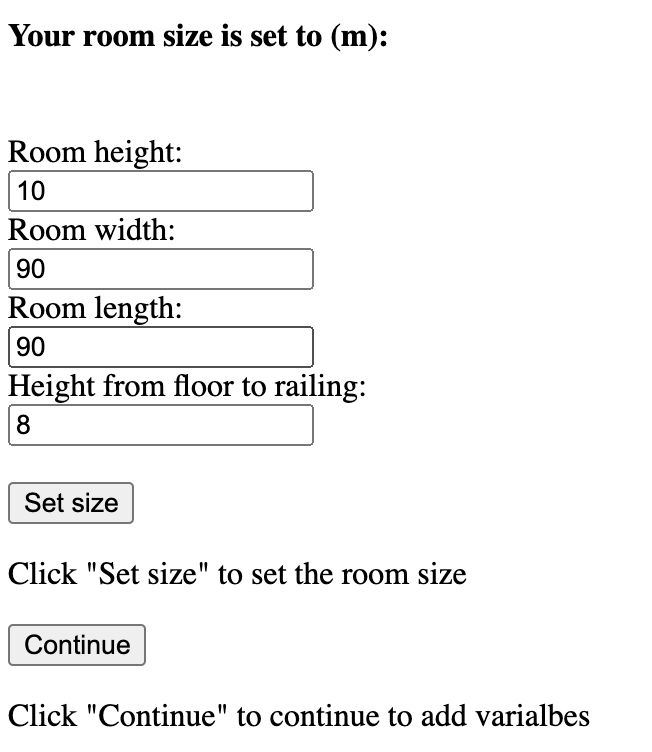 Your room size is set to (m):
Room height:
10
Room width:
90
Room length:
90
Height from floor to railing:
8
Set size
Click "Set size" to set the room size
Continue
Click "Continue" to continue to add varialbes